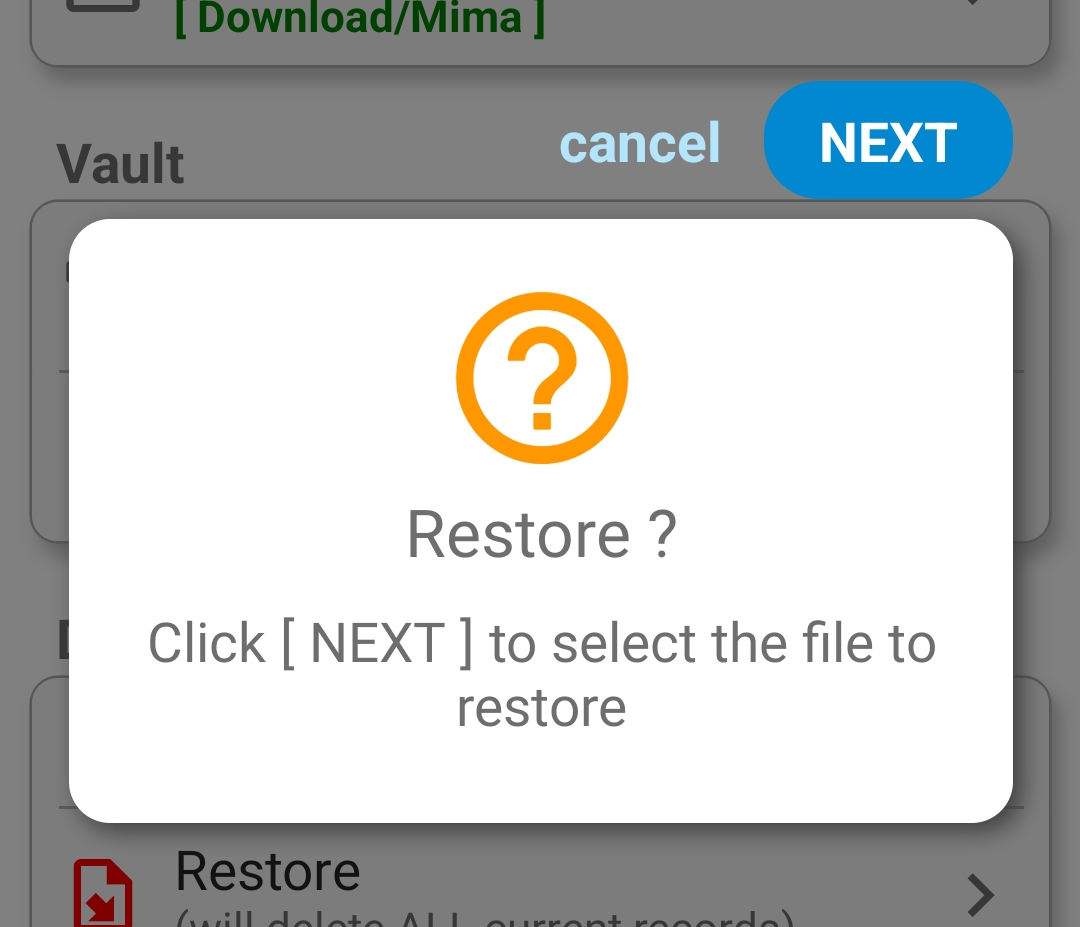 [ Download/Mima ]
cancel
NEXT
Vault
Restore ?
Click [ NEXT ] to select the file to
restore
Restore
(will delete ALL current records)